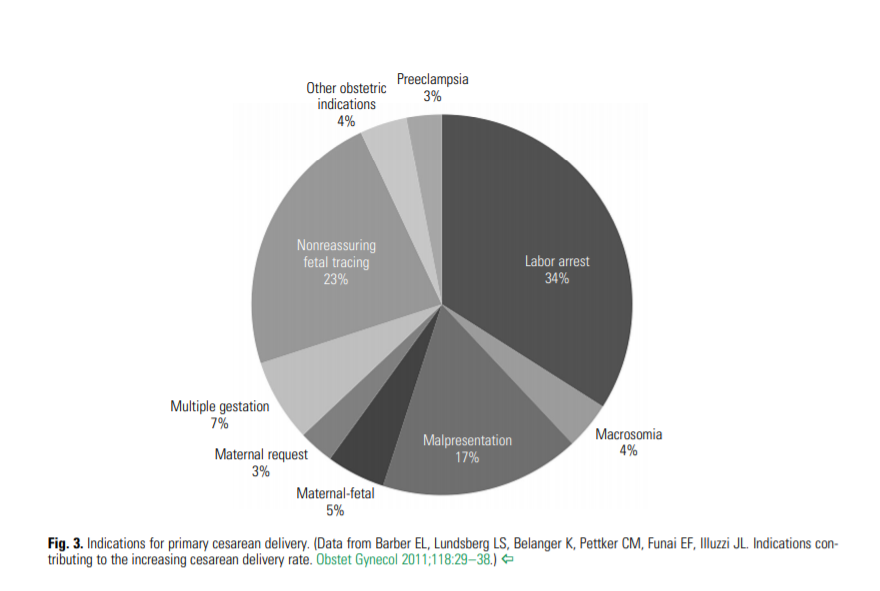 Preeclampsia
3%
Other obstetric
indications
4%
Nonreassuring
fetal tracing
23%
Labor arrest
34%
Multiple gestation
7%
Maternal request
3%
Maternal-fetal
5%
Malpresentation
17%
Macrosomia
4%
Fig. 3. Indications for primary cesarean delivery. (Data from Barber EL, Lundsberg LS, Belanger K, Pettker CM, Funai EF, Illuzzi JL. Indications con-
tributing to the increasing cesarean delivery rate. Obstet Gynecol 2011;118:29–38.) ⇦